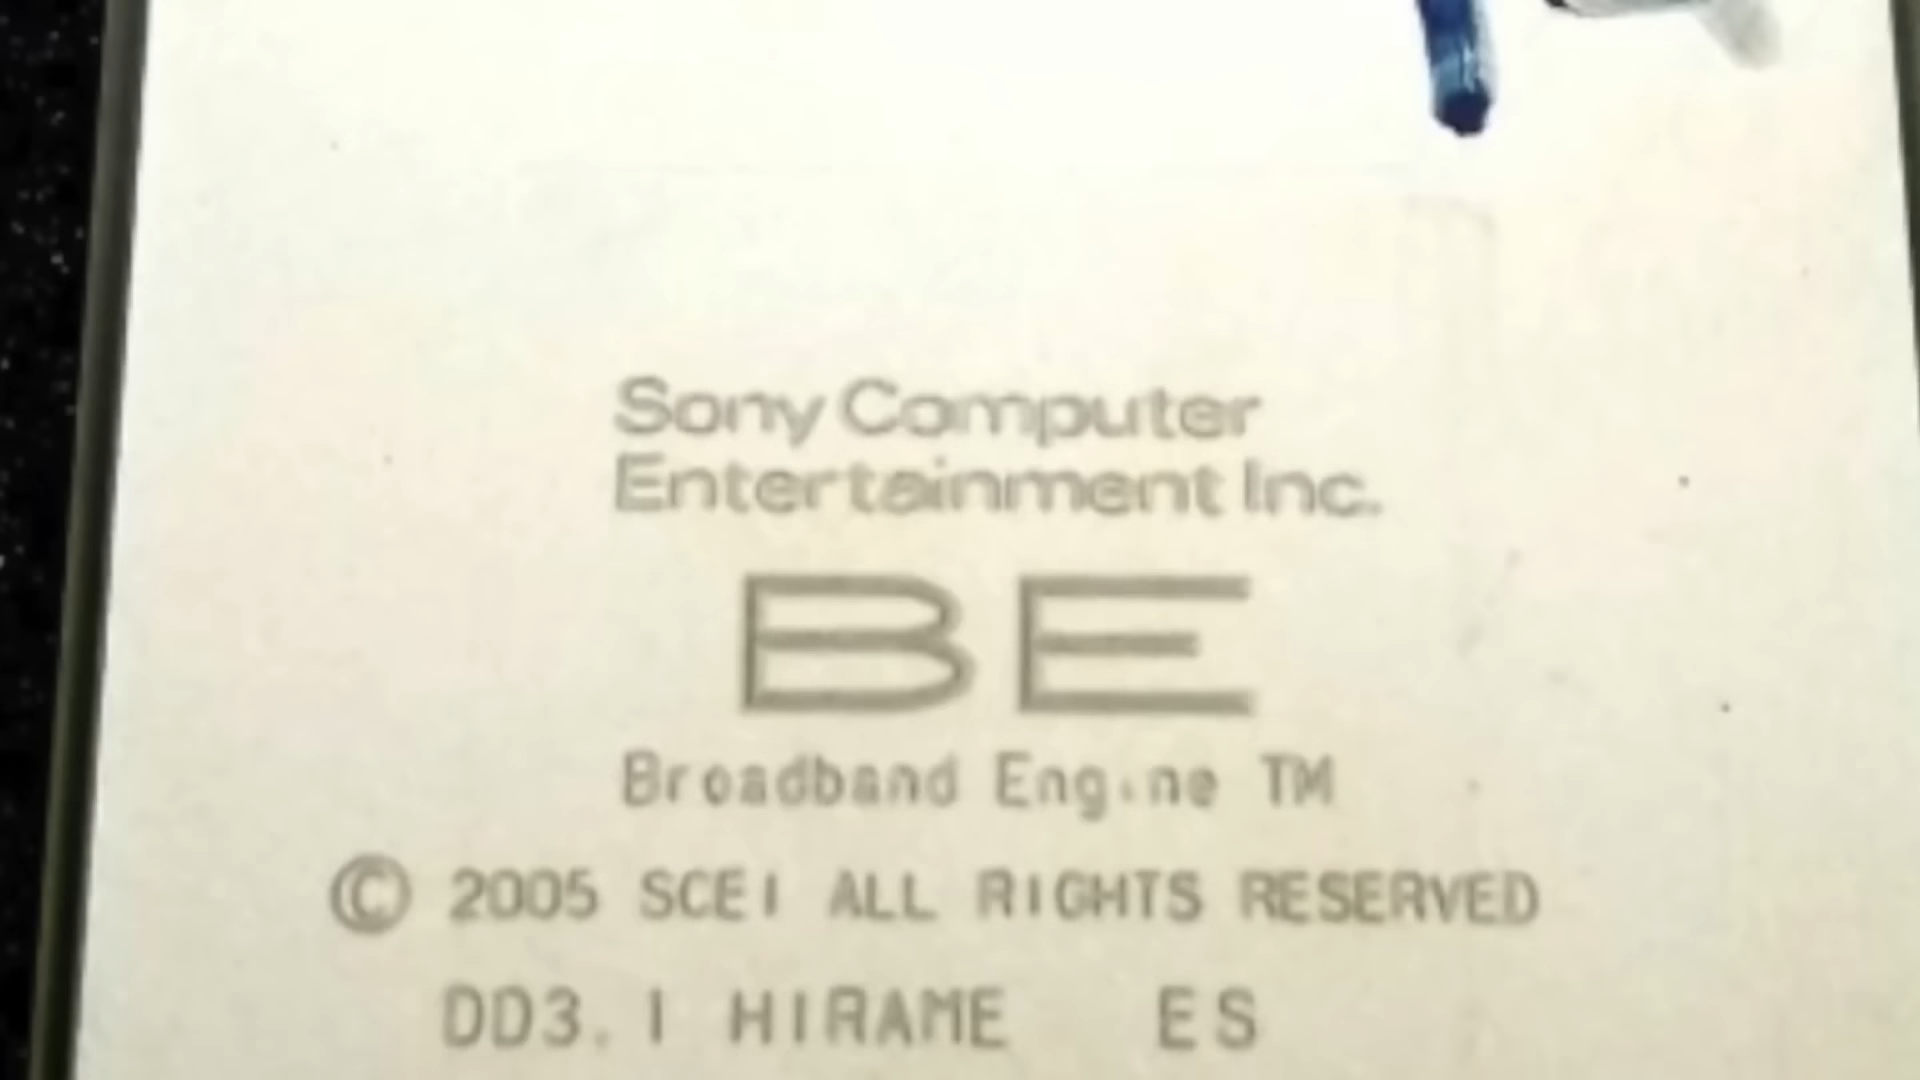 Sony Computer
Entertainment Inc.
BE
Broadband Engine TM
© 2005 SCEI ALL RIGHTS RESERVED
DD3.1 HIRAME ES